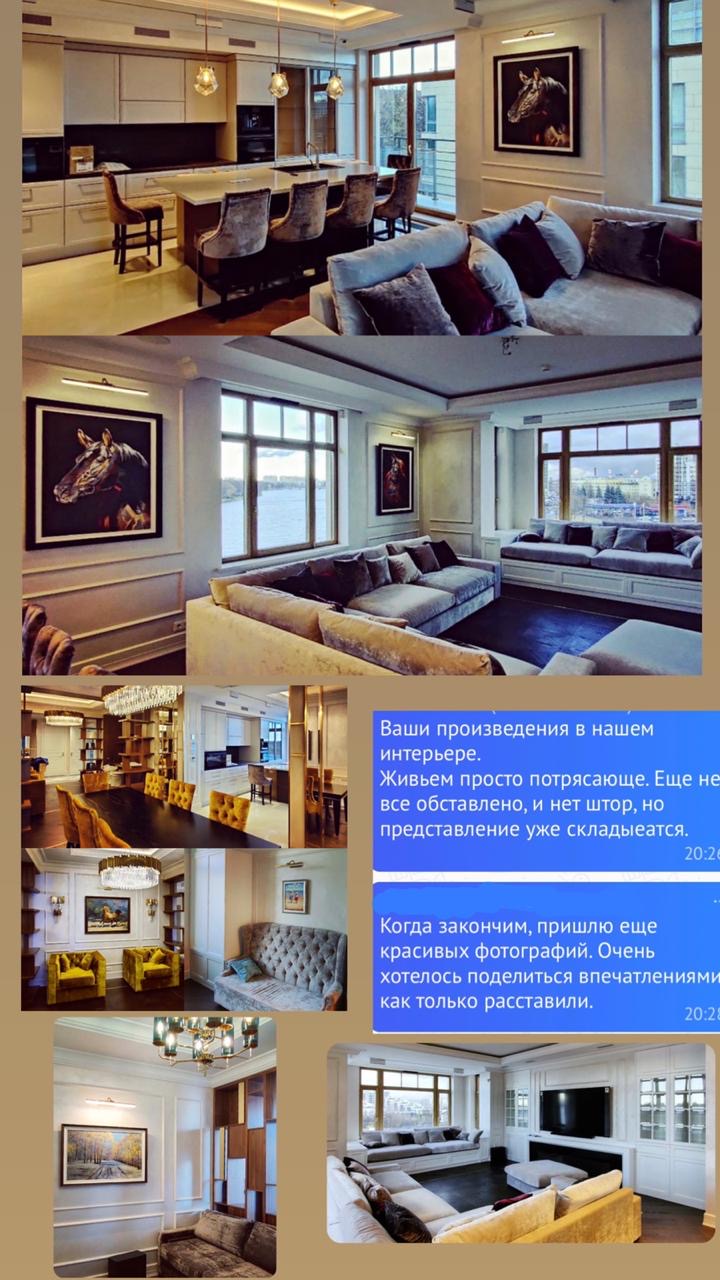 Ваши произведения в нашем
интерьере.
Живьем просто потрясающе. Еще не
все обставлено, и нет штор, но
представление уже складыеатся.
20:26
Когда закончим, пришлю еще
красивых фотографий. Очень
хотелось поделиться впечатлениями
как только расставили.
20:28